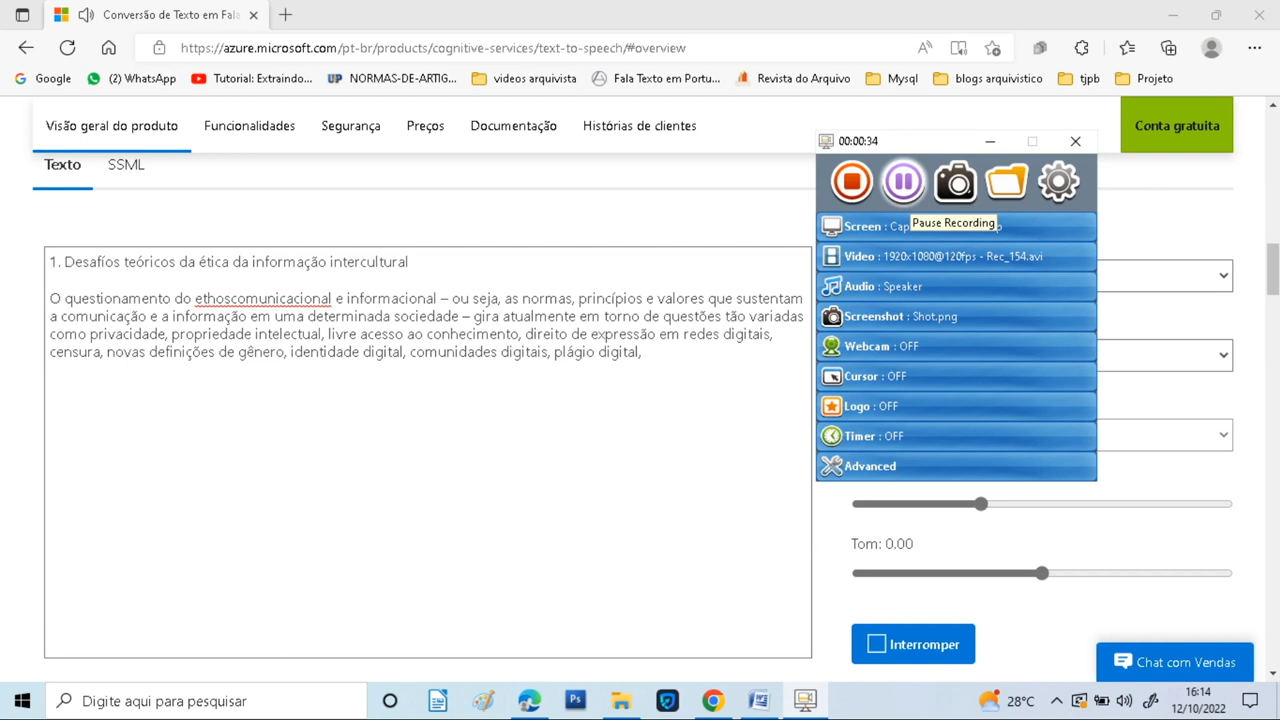 Conversão de Texto em Fala
https://azure.microsoft.com/pt-br/products/cognitive-services/text-to-speech/#overview
Google
(2) WhatsApp
Tutorial: Extraindo...
UP NORMAS-DE-ARTIG...
videos arquivista
Fala Texto em Portu...
Revista do Arquivo
Mysql
blogs arquivistico
tjpb
Projeto
Visão geral do produto
Funcionalidades
Segurança
Preços
Documentação
Histórias de clientes
Conta gratuita
Texto
SSML
00:00:34
Pause Recording
Screen : Cap
Video : 1920x1080@120fps - Rec_154.avi
Audio : Speaker
Screenshot : Shot.png
Webcam : OFF
Cursor : OFF
Logo : OFF
Timer : OFF
Advanced
1. Desafíos teóricos da ética da informação intercultural
O questionamento do ethoscomunicacional e informacional – ou seja, as normas, princípios e valores que sustentam
a comunicação e a informação em uma determinada sociedade – gira atualmente em torno de questões tão variadas
como privacidade, propriedade intelectual, livre acesso ao conhecimento, direito de expressão em redes digitais,
censura, novas definições de gênero, identidade digital, comunidades digitais, plágio digital,
Tom: 0.00
Interromper
Chat com Vendas
Digite aqui para pesquisar
Ps
28°C
16:14
12/10/2022